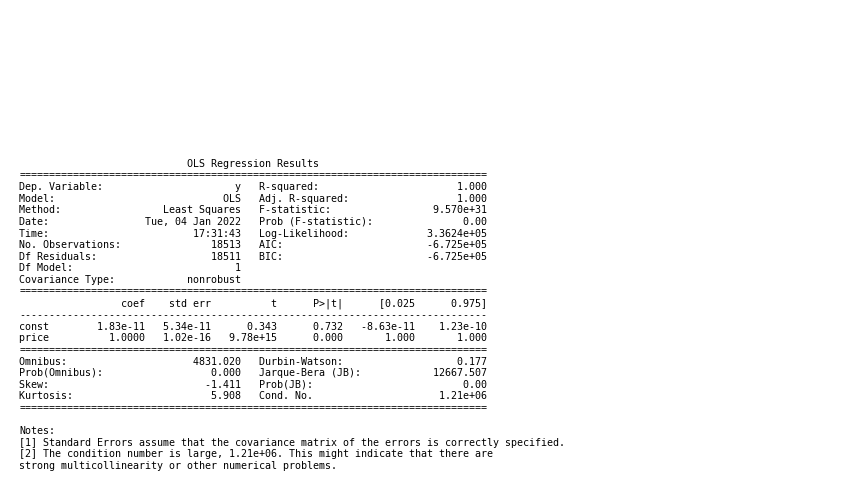 OLS Regression Results
==============================================================================
Dep. Variable:                      y   R-squared:                       1.000
Model:                            OLS   Adj. R-squared:                  1.000
Method:                 Least Squares   F-statistic:                 9.570e+31
Date:                Tue, 04 Jan 2022   Prob (F-statistic):               0.00
Time:                        17:31:43   Log-Likelihood:             3.3624e+05
No. Observations:               18513   AIC:                        -6.725e+05
Df Residuals:                   18511   BIC:                        -6.725e+05
Df Model:                           1
Covariance Type:            nonrobust
==============================================================================
                 coef    std err          t      P>|t|      [0.025      0.975]
------------------------------------------------------------------------------
const        1.83e-11   5.34e-11      0.343      0.732   -8.63e-11    1.23e-10
price          1.0000   1.02e-16   9.78e+15      0.000       1.000       1.000
==============================================================================
Omnibus:                     4831.020   Durbin-Watson:                   0.177
Prob(Omnibus):                  0.000   Jarque-Bera (JB):            12667.507
Skew:                          -1.411   Prob(JB):                         0.00
Kurtosis:                       5.908   Cond. No.                     1.21e+06
==============================================================================

Notes:
[1] Standard Errors assume that the covariance matrix of the errors is correctly specified.
[2] The condition number is large, 1.21e+06. This might indicate that there are
strong multicollinearity or other numerical problems.